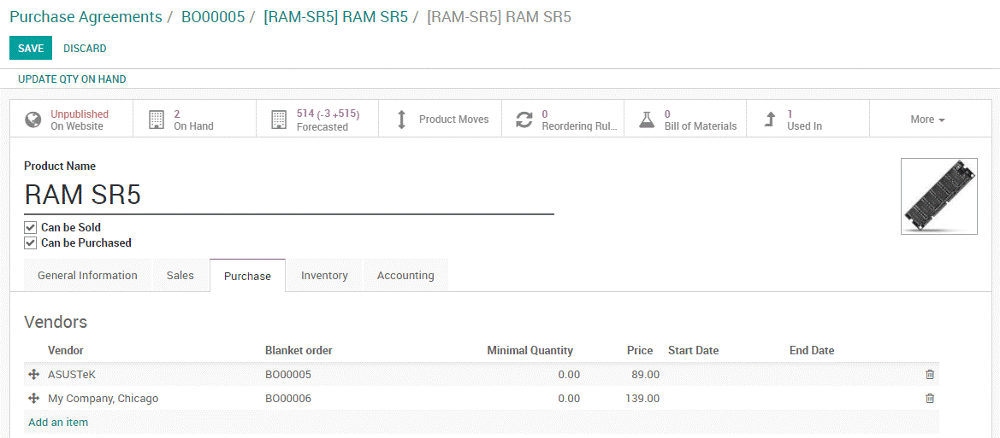 Purchase Agreements / BO00005 / [RAM-SR5] RAM SR5 / [RAM-SR5] RAM SR5
SAVE DISCARD
UPDATE QTY ON HAND
Unpublished On Website
2 On Hand
514 (-3 +515) Forecasted
Product Moves
0 Reordering Rul...
0 Bill of Materials
1 Used In
More
Product Name
RAM SR5
Can be Sold
Can be Purchased
General Information Sales Purchase Inventory Accounting
Vendors
Vendor Blanket order Minimal Quantity Price Start Date End Date
ASUSTeK BO00005 0.00 89.00
My Company, Chicago BO00006 0.00 139.00
Add an item